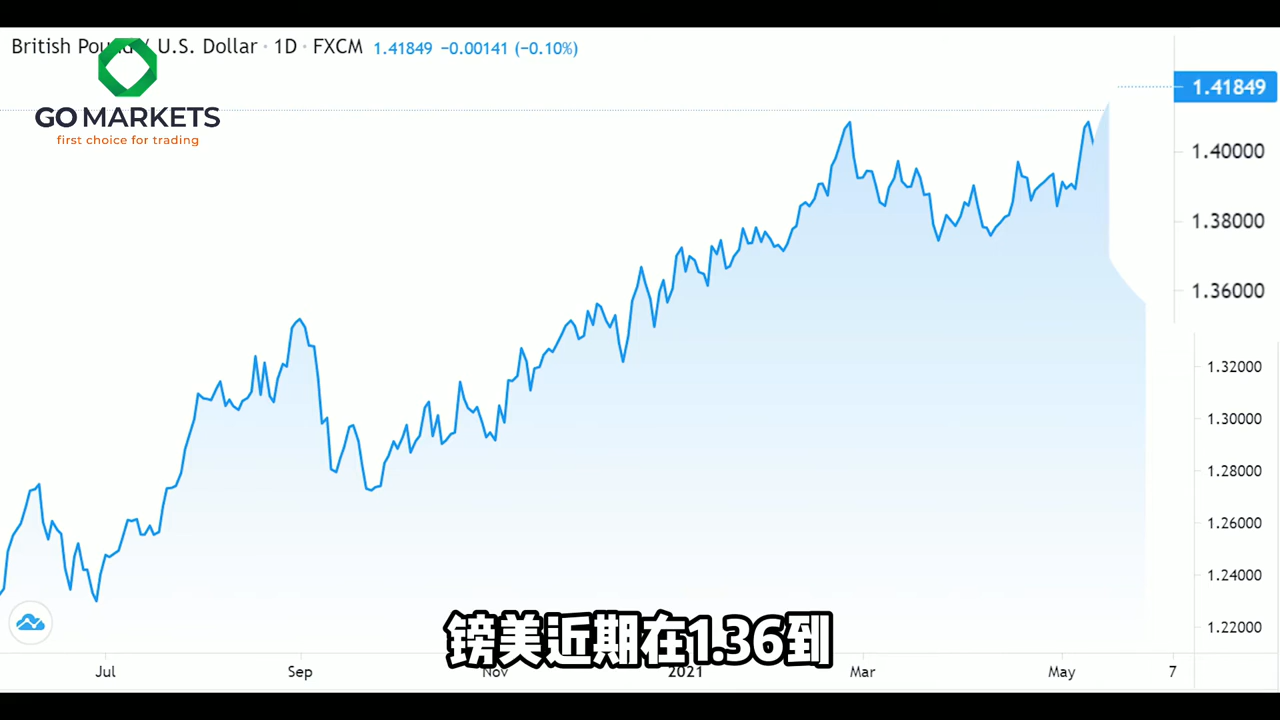 British Pound / U.S. Dollar · 1D · FXCM 1.41849 −0.00141 (−0.10%)
GO MARKETS
first choice for trading
1.41849
1.40000
1.38000
1.36000
1.32000
1.30000
1.28000
1.26000
1.24000
1.22000
镑美近期在1.36到
Jul Sep Nov 2021 Mar May 7